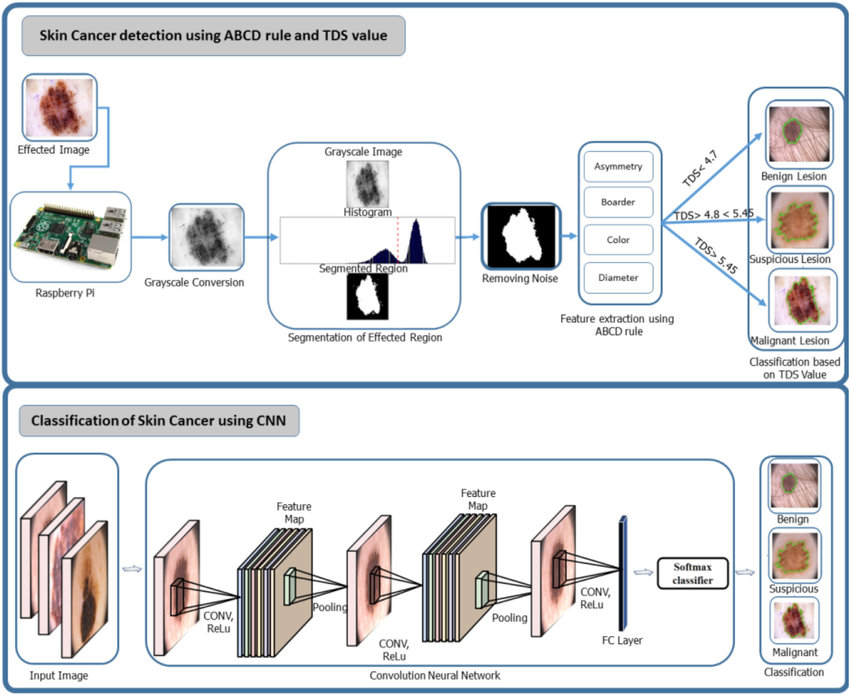 Skin Cancer detection using ABCD rule and TDS value
Effected Image
Raspberry Pi
Grayscale Conversion
Grayscale Image
Histogram
Segmented Region
Segmentation of Effected Region
Removing Noise
Asymmetry
Boarder
Color
Diameter
Feature extraction using
ABCD rule
TDS< 4.7
TDS> 4.8 < 5.45
TDS> 5.45
Benign Lesion
Suspicious Lesion
Malignant Lesion
Classification based
on TDS Value
Classification of Skin Cancer using CNN
Input Image
CONV,
ReLu
Feature
Map
Pooling
CONV,
ReLu
Feature
Map
Pooling
CONV,
ReLu
FC Layer
Convolution Neural Network
Softmax
classifier
Benign
Suspicious
Malignant
Classification